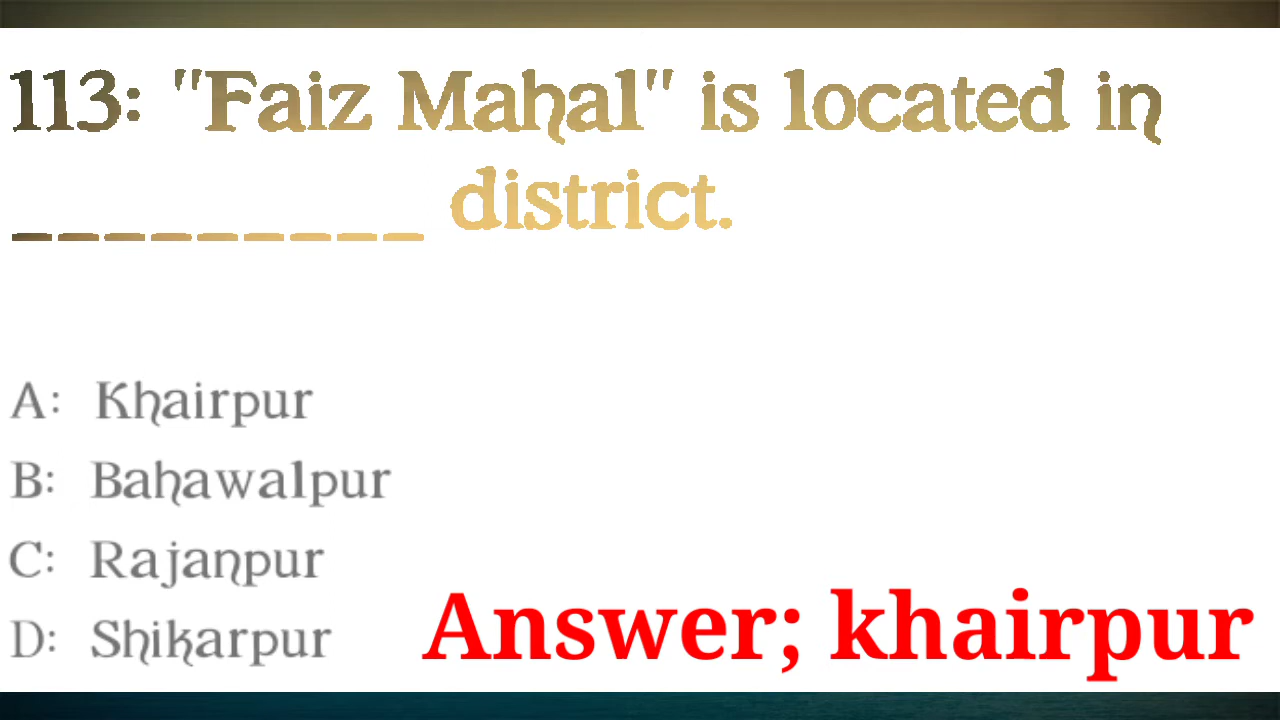 113: "Faiz Mahal" is located in
_________ district.
A: Khairpur
B: Bahawalpur
C: Rajanpur
D: Shikarpur
Answer; khairpur